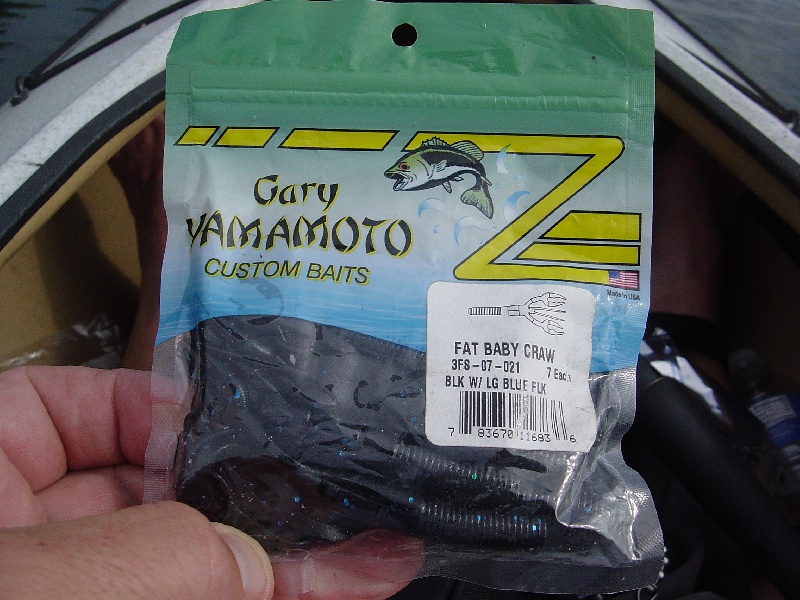 Gary
YAMAMOTO
CUSTOM BAITS
Made in USA
FAT BABY CRAW
3FS-07-021 7 Each
BLK W/ LG BLUE FLK
7 83670 11683 6